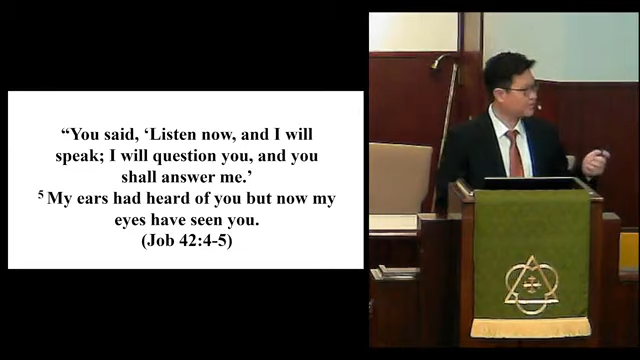 “You said, ‘Listen now, and I will
speak; I will question you, and you
shall answer me.’
⁵ My ears had heard of you but now my
eyes have seen you.
(Job 42:4-5)